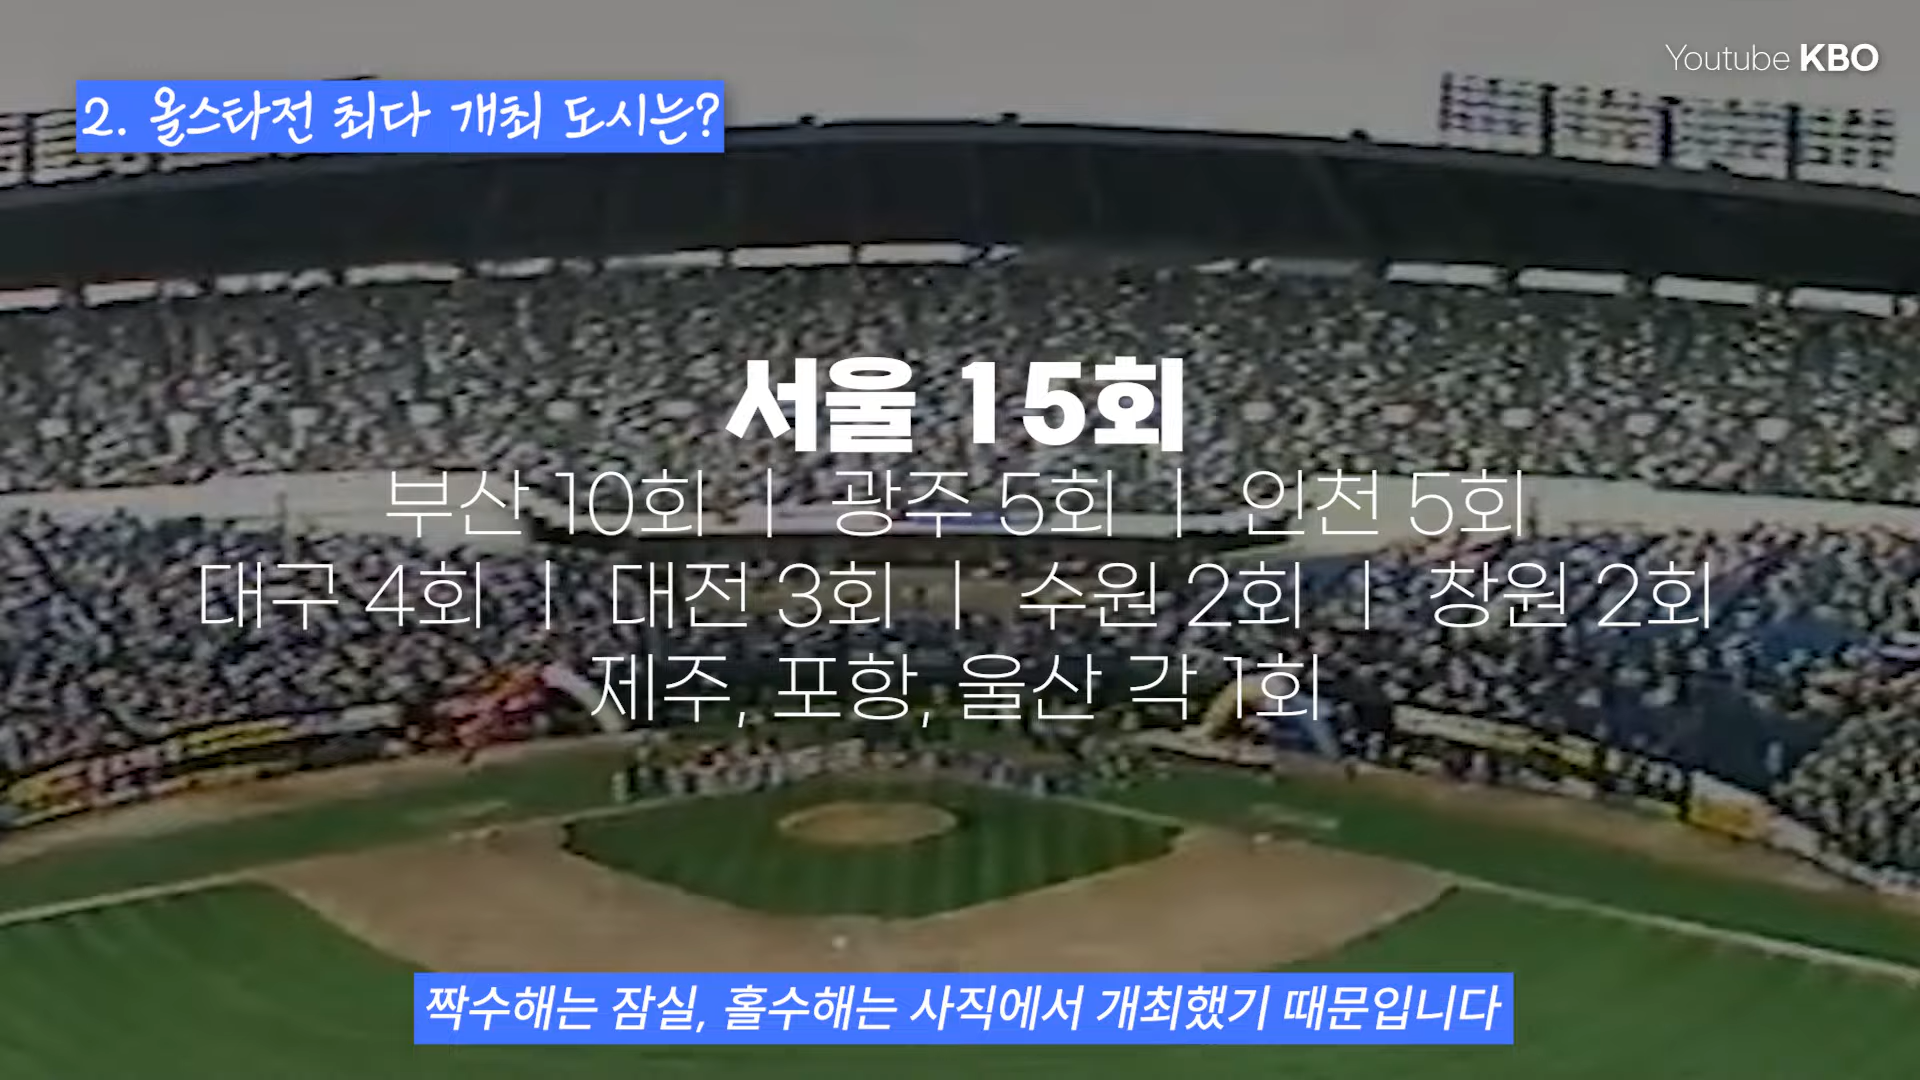 Youtube KBO
2. 올스타전 최다 개최 도시는?
서울 15회
부산 10회 | 광주 5회 | 인천 5회
대구 4회 | 대전 3회 | 수원 2회 | 창원 2회
제주, 포항, 울산 각 1회
짝수해는 잠실, 홀수해는 사직에서 개최했기 때문입니다